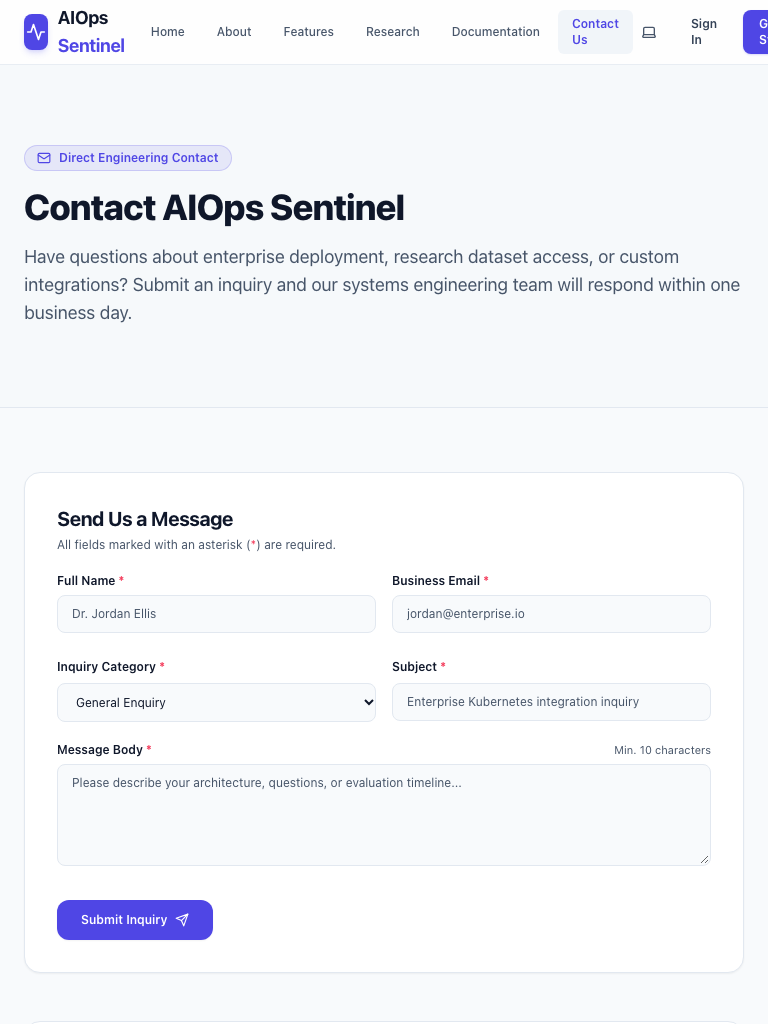 AIOps
Sentinel
Home
About
Features
Research
Documentation
Contact
Us
Sign
In
Direct Engineering Contact
Contact AIOps Sentinel
Have questions about enterprise deployment, research dataset access, or custom
integrations? Submit an inquiry and our systems engineering team will respond within one
business day.
Send Us a Message
All fields marked with an asterisk (*) are required.
Full Name *
Business Email *
Dr. Jordan Ellis
jordan@enterprise.io
Inquiry Category *
Subject *
General Enquiry
Enterprise Kubernetes integration inquiry
Message Body *
Min. 10 characters
Please describe your architecture, questions, or evaluation timeline...
Submit Inquiry